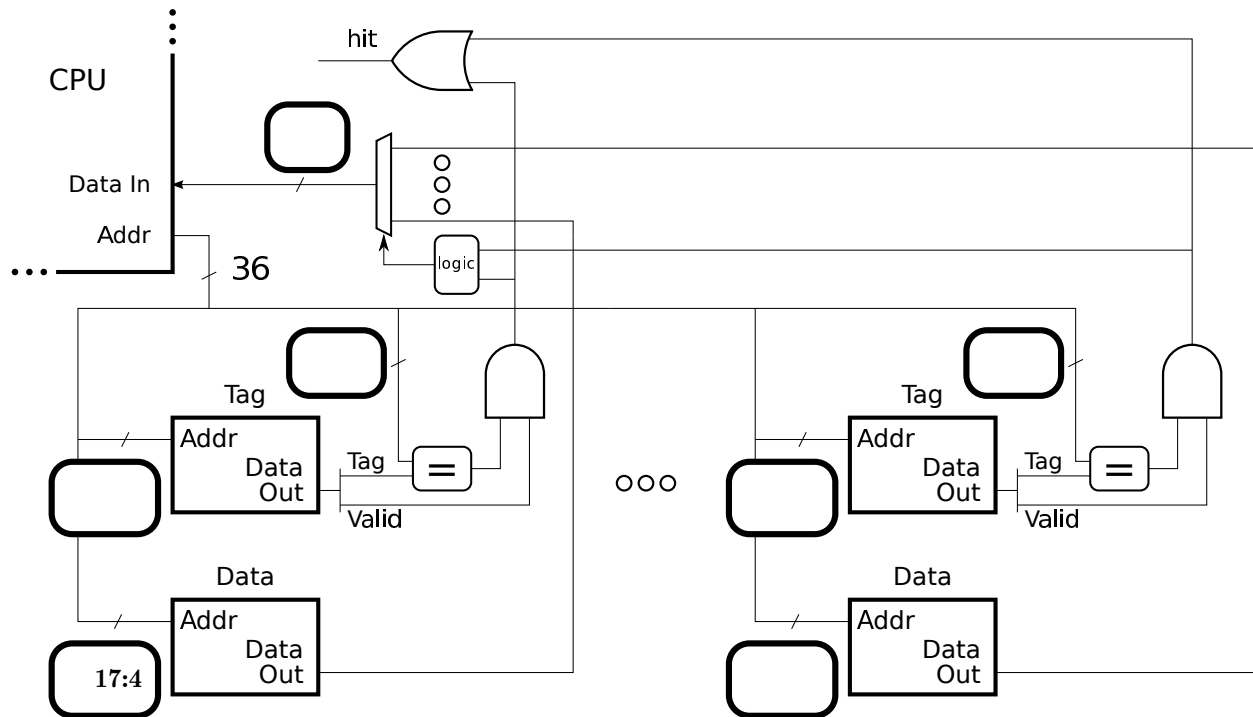 hit
CPU
Data In
Addr
logic
36
Tag
Addr
Data
Out
Tag
=
Valid
Data
Addr
Data
Out
17:4
Tag
Addr
Data
Out
Tag
=
Valid
Data
Addr
Data
Out